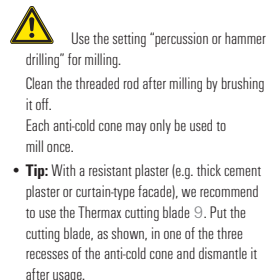 Use the setting “percussion or hammer
drilling” for milling.
Clean the threaded rod after milling by brushing
it off.
Each anti-cold cone may only be used to
mill once.
• Tip: With a resistant plaster (e.g. thick cement
plaster or curtain-type facade), we recommend
to use the Thermax cutting blade 9. Put the
cutting blade, as shown, in one of the three
recesses of the anti-cold cone and dismantle it
after usage.